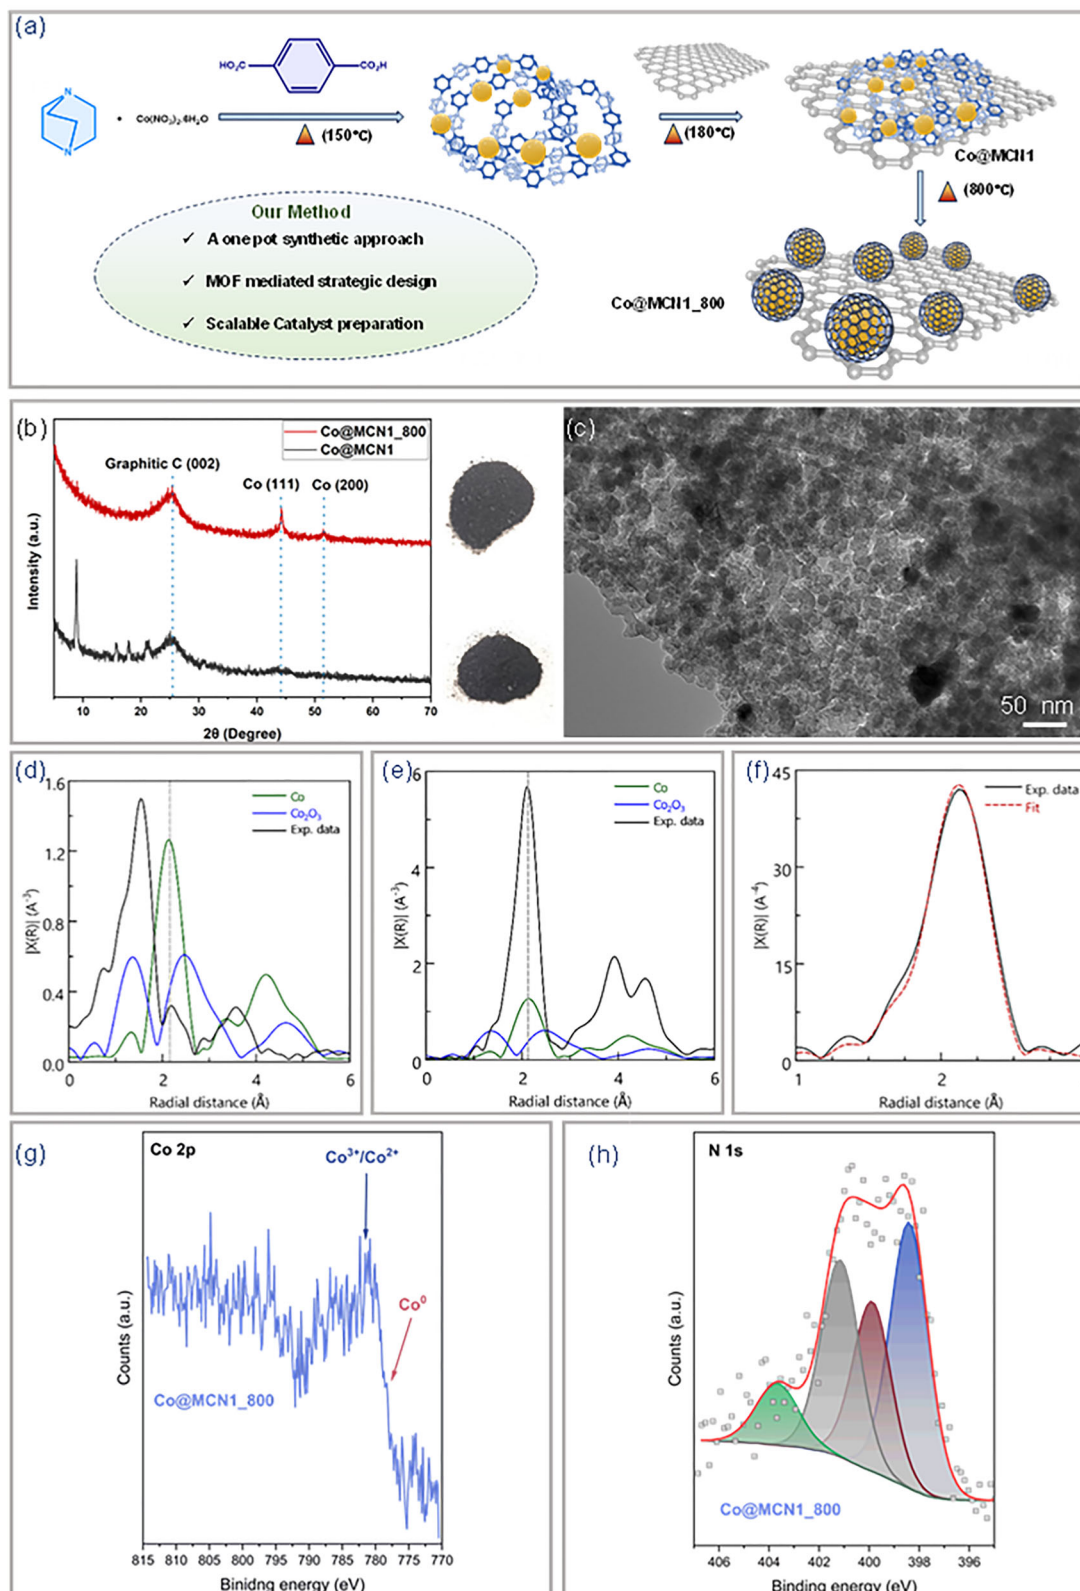 (a)
HO₂C
CO₂H
N
N
• Co(NO₃)₂.6H₂O
(150°C)
(180°C)
Co@MCN1
(800°C)
Our Method
✓ A one pot synthetic approach
✓ MOF mediated strategic design
✓ Scalable Catalyst preparation
Co@MCN1_800
(b)
Co@MCN1_800
Co@MCN1
Graphitic C (002)
Co (111)
Co (200)
Intensity (a.u.)
10 20 30 40 50 60 70
2θ (Degree)
(c)
50 nm
(d)
1.6
1.2
0.8
0.4
0.0
Co
Co₂O₃
Exp. data
|X(R)| (A⁻³)
0 2 4 6
Radial distance (Å)
(e)
6
4
2
0
Co
Co₂O₃
Exp. data
|X(R)| (A⁻³)
0 2 4 6
Radial distance (Å)
(f)
45
30
15
0
Exp. data
Fit
|X(R)| (A⁻⁴)
1 2
Radial distance (Å)
(g)
Co 2p
Co³⁺/Co²⁺
Co⁰
Counts (a.u.)
Co@MCN1_800
815 810 805 800 795 790 785 780 775 770
Binidng energy (eV)
(h)
N 1s
Counts (a.u.)
Co@MCN1_800
406 404 402 400 398 396
Binding energy (eV)